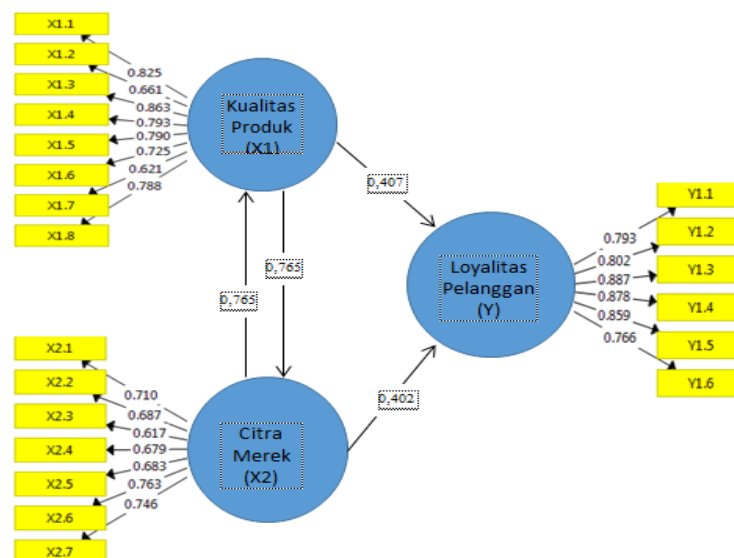 X1.1
X1.2
X1.3
X1.4
X1.5
X1.6
X1.7
X1.8
0.825
0.661
0.863
0.793
0.790
0.725
0.621
0.788
Kualitas
Produk
(X1)
0,407
0,765
0,765
Y1.1
Y1.2
Y1.3
Y1.4
Y1.5
Y1.6
0.793
0.802
0.887
0.878
0.859
0.766
Loyalitas
Pelanggan
(Y)
X2.1
X2.2
X2.3
X2.4
X2.5
X2.6
X2.7
0.710
0.687
0.617
0.679
0.683
0.763
0.746
Citra
Merek
(X2)
0,402